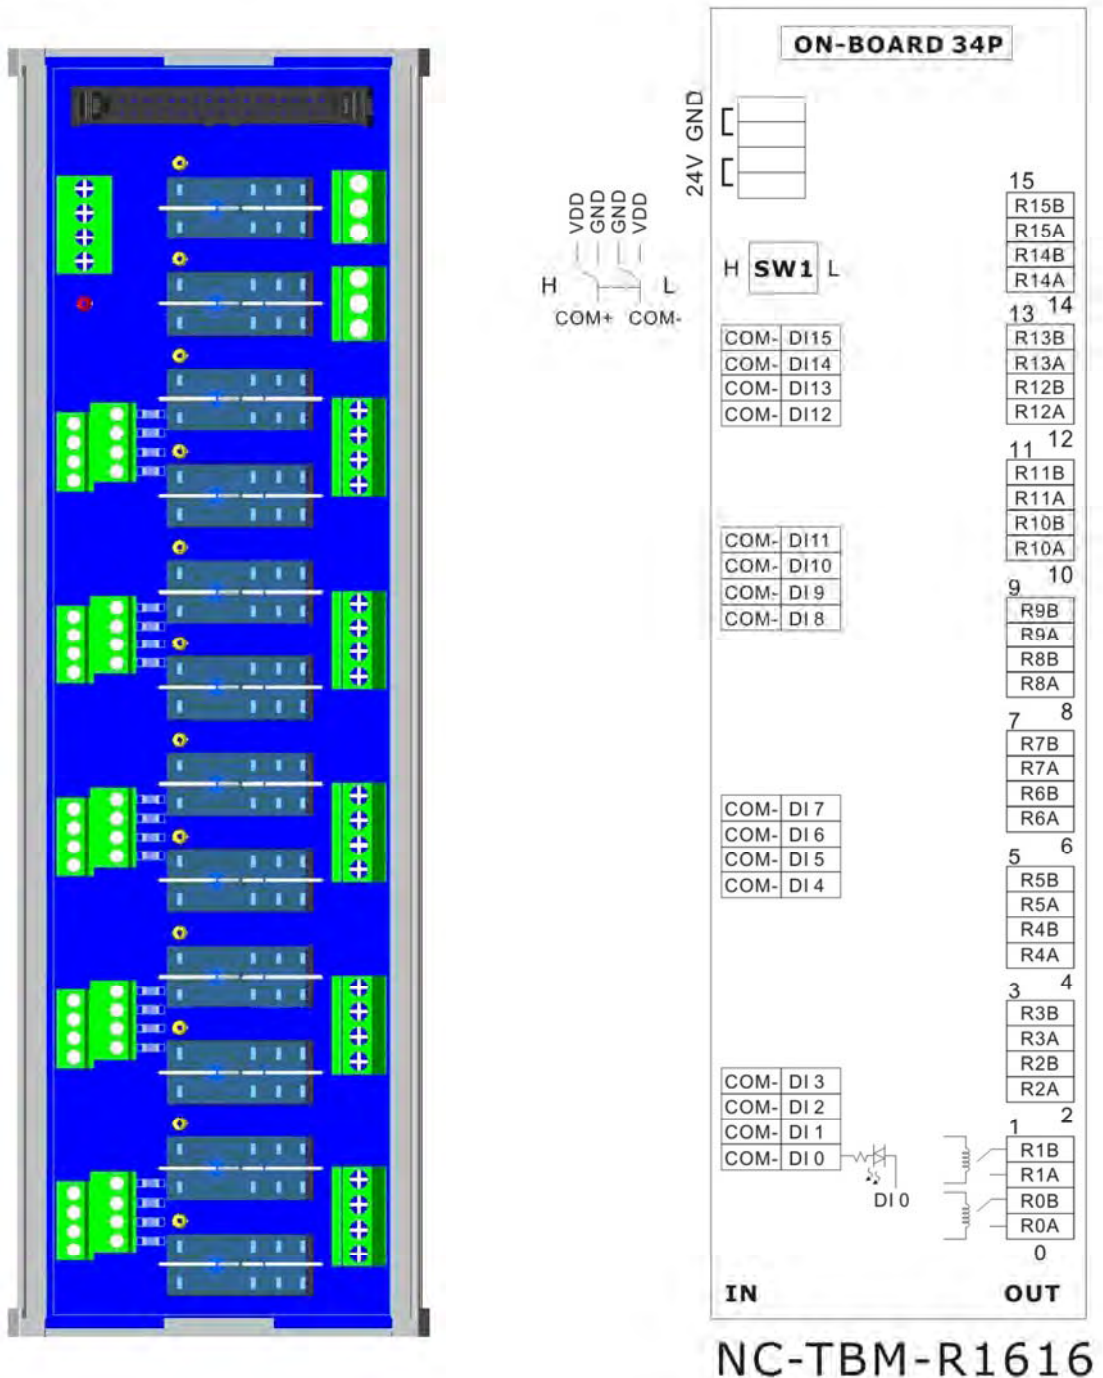 ON-BOARD 34P
GND
24V
VDD
GND
GND
VDD
H
L
COM+ COM-
H SW1 L
15
R15B
R15A
R14B
R14A
14
13
R13B
R13A
R12B
R12A
12
11
R11B
R11A
R10B
R10A
10
9
R9B
R9A
R8B
R8A
8
7
R7B
R7A
R6B
R6A
6
5
R5B
R5A
R4B
R4A
4
3
R3B
R3A
R2B
R2A
2
1
R1B
R1A
R0B
R0A
0
COM- DI15
COM- DI14
COM- DI13
COM- DI12
COM- DI11
COM- DI10
COM- DI 9
COM- DI 8
COM- DI 7
COM- DI 6
COM- DI 5
COM- DI 4
COM- DI 3
COM- DI 2
COM- DI 1
COM- DI 0
DI 0
IN OUT
NC-TBM-R1616